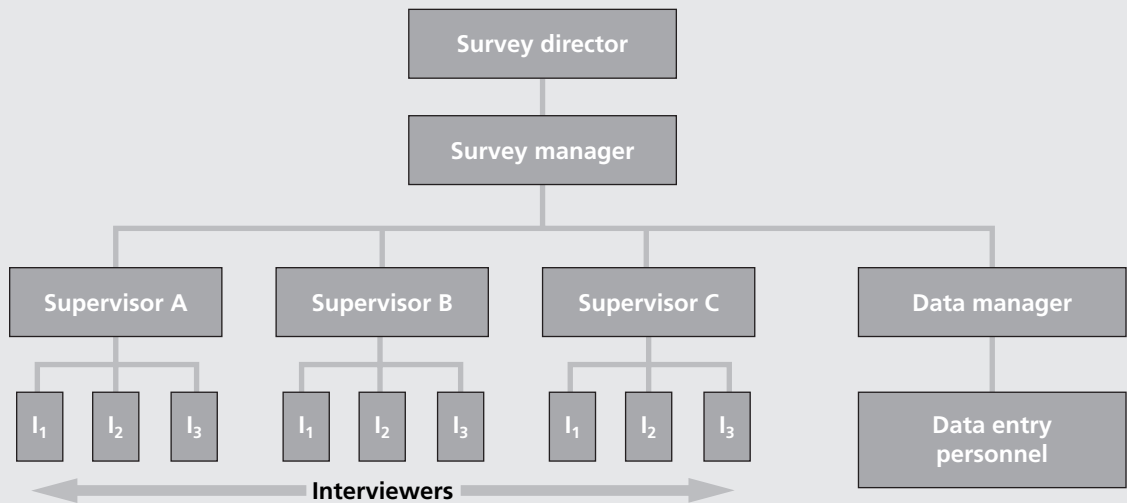 Survey director
Survey manager
Supervisor A
Supervisor B
Supervisor C
Data manager
I₁
I₂
I₃
I₁
I₂
I₃
I₁
I₂
I₃
Data entry
personnel
Interviewers